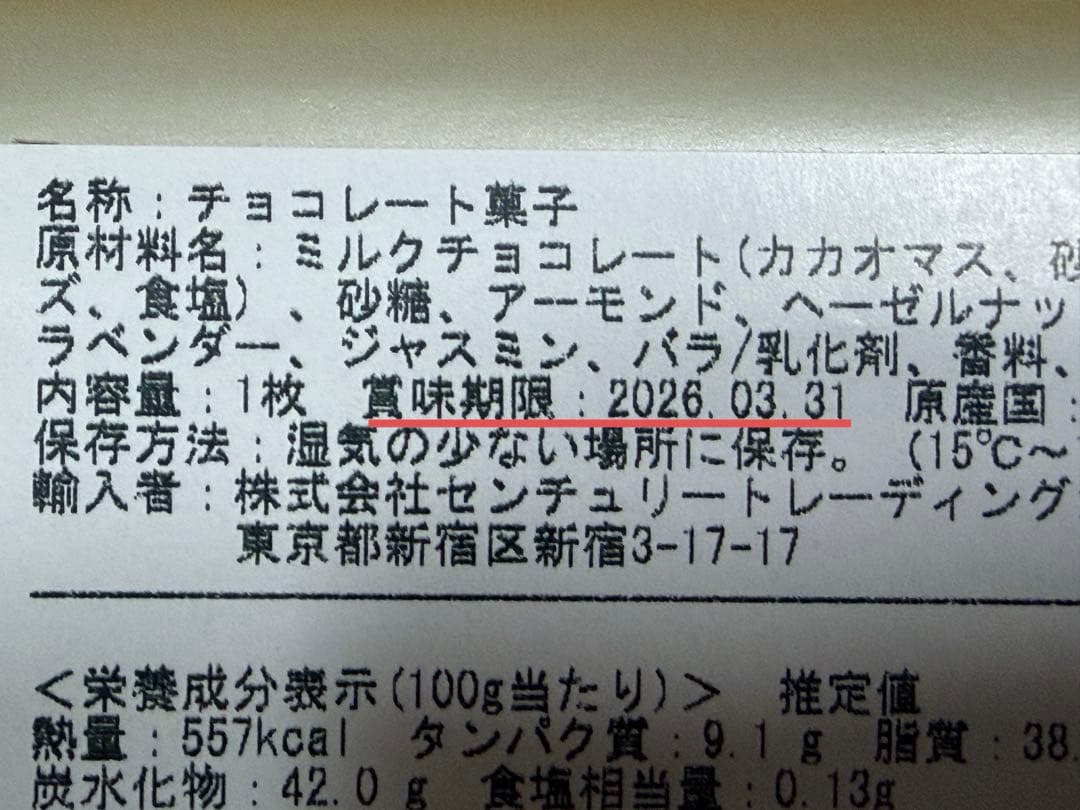 名称：チョコレート菓子
原材料名：ミルクチョコレート(カカオマス、砂
ズ、食塩)、砂糖、アーモンド、ヘーゼルナッ
ラベンダー、ジャスミン、バラ/乳化剤、香料、
内容量：1枚 賞味期限：2026.03.31 原産国：
保存方法：湿気の少ない場所に保存。(15℃～
輸入者：株式会社センチュリートレーディング
東京都新宿区新宿3-17-17
＜栄養成分表示(100g当たり)＞ 推定値
熱量：557kcal タンパク質：9.1g 脂質：38.
炭水化物：42.0g 食塩相当量：0.13g